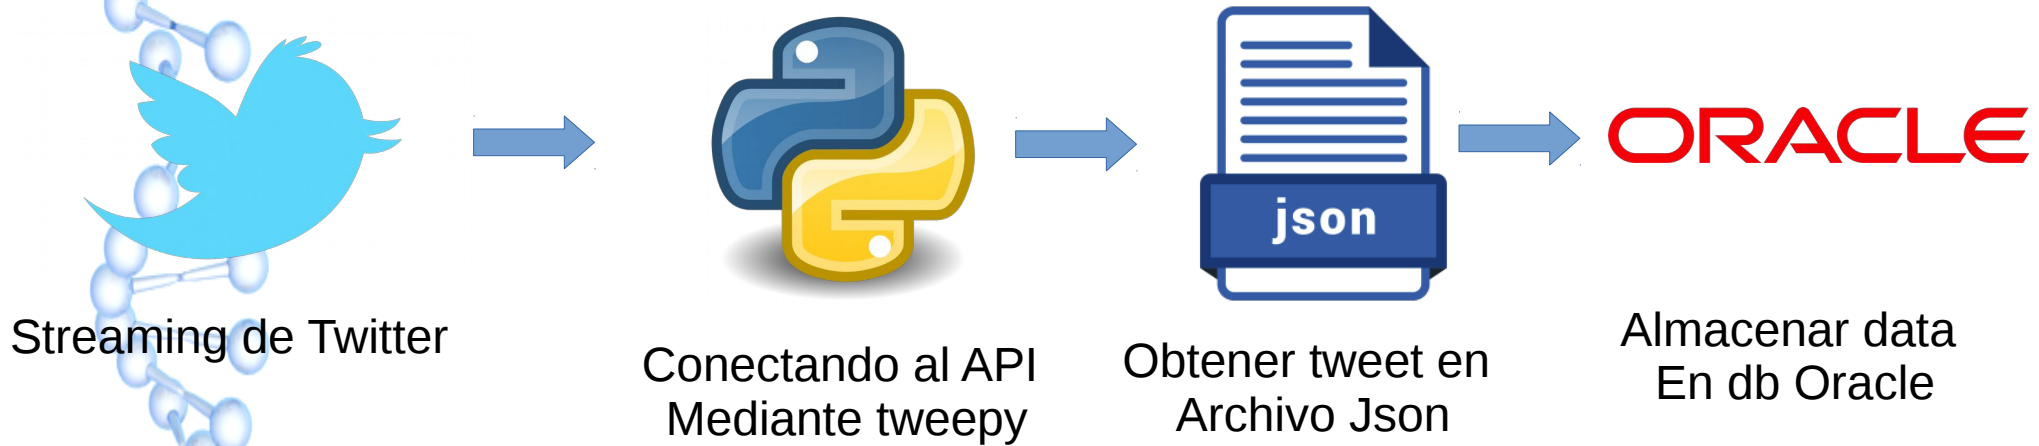 json
ORACLE
Streaming de Twitter
Conectando al API
Mediante tweepy
Obtener tweet en
Archivo Json
Almacenar data
En db Oracle